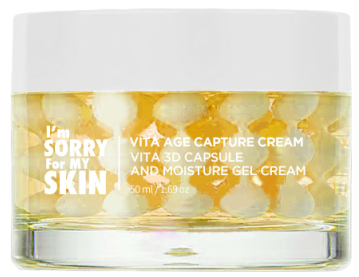 I'm
SORRY
For MY
SKIN
VITA AGE CAPTURE CREAM
VITA 3D CAPSULE
AND MOISTURE GEL-CREAM
50 ml / 1.69 oz